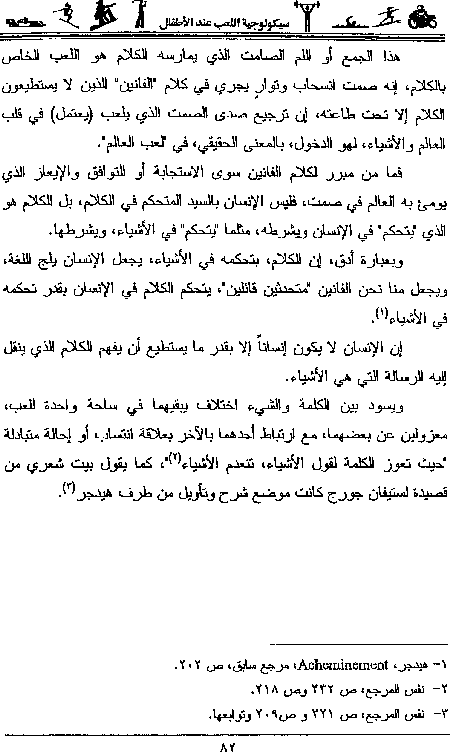 سيكولوجية اللعب عند الأطفال
هذا الجمع أو اللم الصامت الذي يمارسه الكلام هو اللعب الخاص
بالكلام، إنه صمت انسحاب وتوار يجري في كلام "الفانين" الذين لا يستطيعون
الكلام إلا تحت طاعته، إن ترجيع صدى الصمت الذي يلعب (يعتمل) في قلب
العالم والأشياء، لهو الدخول، بالمعنى الحقيقي، في "لعب العالم".
فما من مبرر لكلام الفانين سوى الاستجابة أو للتوافق والإيعاز الذي
يومئ به العالم في صمت، فليس الإنسان بالسيد المتحكم في الكلام، بل الكلام هو
الذي "يتحكم" في الإنسان ويشرطه، مثلما "يتحكم" في الأشياء، ويشرطها.
وبعبارة أدق، إن الكلام، بتحكمه في الأشياء، يجعل الإنسان يلج اللغة،
ويجعل منا نحن الفانين "متحدثين قائلين"، يتحكم الكلام في الإنسان بقدر تحكمه
في الأشياء(١).
إن الإنسان لا يكون إنساناً إلا بقدر ما يستطيع أن يفهم الكلام الذي ينقل
إليه الرسالة التي هي الأشياء.
ويسود بين الكلمة والشيء اختلاف يبقيهما في ساحة واحدة للعب،
معزولين عن بعضهما، مع ارتباط أحدهما بالآخر بعلاقة انتساب، أو إحالة متبادلة
"حيث تعوز الكلمة لقول الأشياء، تنعدم الأشياء(٢)"، كما يقول بيت شعري من
قصيدة لستيفان جورج كانت موضع شرح وتأويل من طرف هيدجر(٣).
١- هيدجر، Acheminement، مرجع سابق، ص ٢٠٢.
٢- نفس المرجع، ص ٢٣٢ وص ٢١٨.
٣- نفس المرجع، ص ٢٢١ و ص٢٠٩ وتوابعها.
٨٢